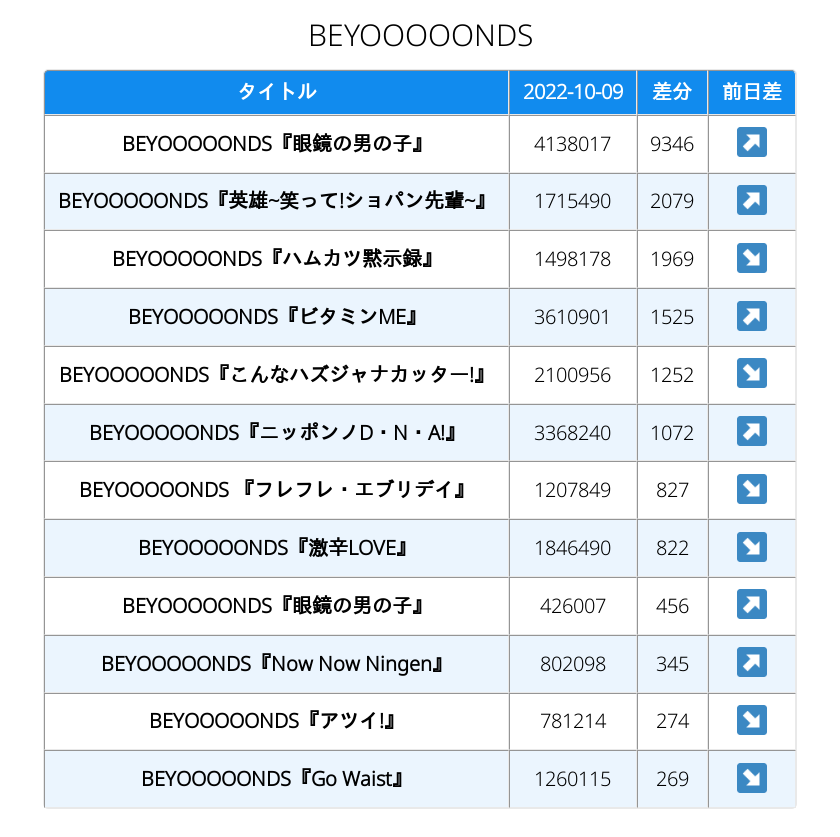 BEYOOOOONDS
タイトル 2022-10-09 差分 前日差
BEYOOOOONDS『眼鏡の男の子』 4138017 9346
BEYOOOOONDS『英雄~笑って!ショパン先輩~』 1715490 2079
BEYOOOOONDS『ハムカツ黙示録』 1498178 1969
BEYOOOOONDS『ビタミンME』 3610901 1525
BEYOOOOONDS『こんなハズジャナカッター!』 2100956 1252
BEYOOOOONDS『ニッポンノD・N・A!』 3368240 1072
BEYOOOOONDS 『フレフレ・エブリデイ』 1207849 827
BEYOOOOONDS『激辛LOVE』 1846490 822
BEYOOOOONDS『眼鏡の男の子』 426007 456
BEYOOOOONDS『Now Now Ningen』 802098 345
BEYOOOOONDS『アツイ!』 781214 274
BEYOOOOONDS『Go Waist』 1260115 269